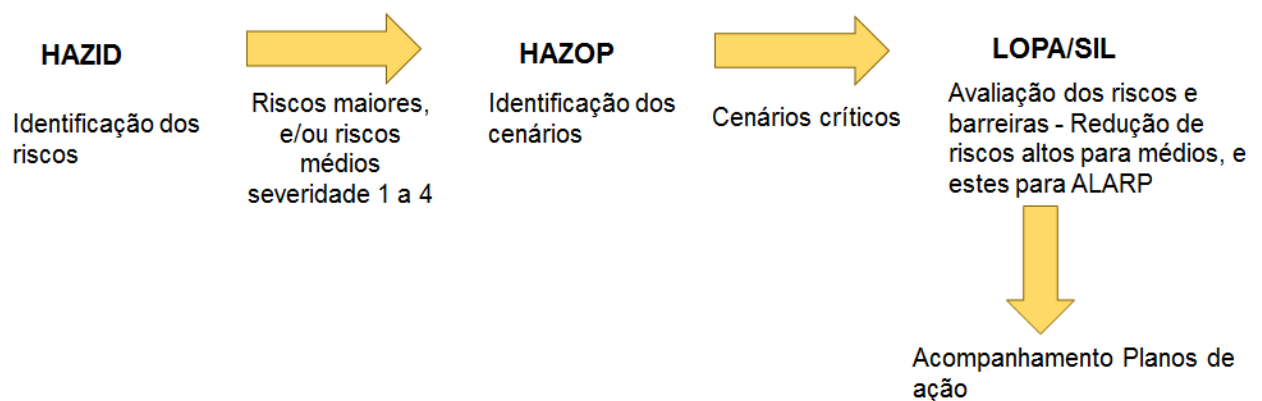 HAZID
Identificação dos
riscos
Riscos maiores,
e/ou riscos
médios
severidade 1 a 4
HAZOP
Identificação dos
cenários
Cenários críticos
LOPA/SIL
Avaliação dos riscos e
barreiras - Redução de
riscos altos para médios, e
estes para ALARP
Acompanhamento Planos de
ação